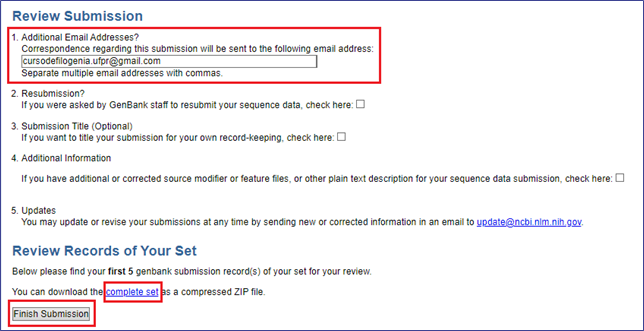 Review Submission
1. Additional Email Addresses?
Correspondence regarding this submission will be sent to the following email address:
cursodefilogenia.ufpr@gmail.com
Separate multiple email addresses with commas.
2. Resubmission?
If you were asked by GenBank staff to resubmit your sequence data, check here:
3. Submission Title (Optional)
If you want to title your submission for your own record-keeping, check here:
4. Additional Information
If you have additional or corrected source modifier or feature files, or other plain text description for your sequence data submission, check here:
5. Updates
You may update or revise your submissions at any time by sending new or corrected information in an email to update@ncbi.nlm.nih.gov.
Review Records of Your Set
Below please find your first 5 genbank submission record(s) of your set for your review.
You can download the complete set as a compressed ZIP file.
Finish Submission